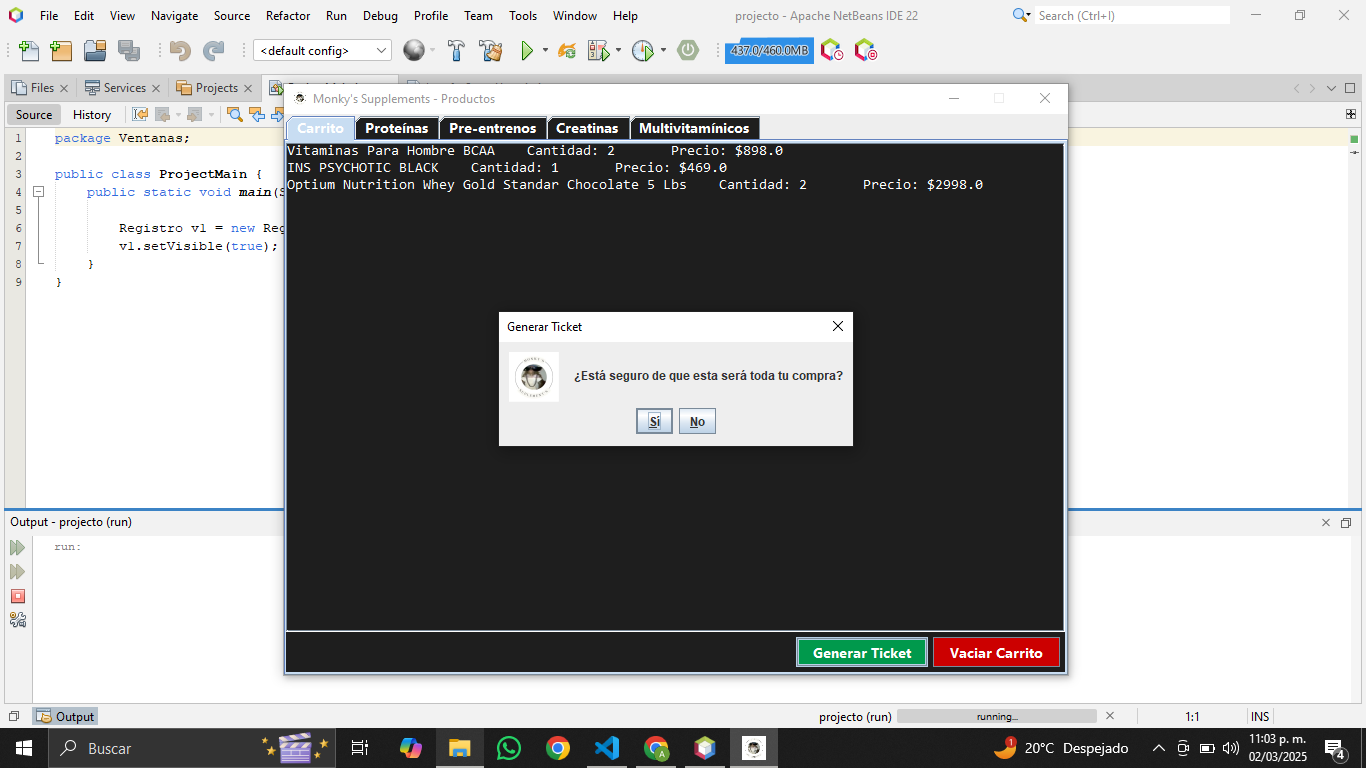 File Edit View Navigate Source Refactor Run Debug Profile Team Tools Window Help projecto - Apache NetBeans IDE 22 Search (Ctrl+I)
<default config> 437.0/460.0MB
Files Services Projects
Monky's Supplements - Productos
Source History
Carrito Proteínas Pre-entrenos Creatinas Multivitamínicos
1 package Ventanas;
2
3 public class ProjectMain {
4 public static void main(S
5
6 Registro v1 = new Reg
7 v1.setVisible(true);
8 }
9 }
Vitaminas Para Hombre BCAA Cantidad: 2 Precio: $898.0
INS PSYCHOTIC BLACK Cantidad: 1 Precio: $469.0
Optium Nutrition Whey Gold Standar Chocolate 5 Lbs Cantidad: 2 Precio: $2998.0
Generar Ticket
¿Está seguro de que esta será toda tu compra?
Sí No
Generar Ticket Vaciar Carrito
Output - projecto (run)
run:
Output projecto (run) running... 1:1 INS
Buscar 1 20°C Despejado 11:03 p. m.
02/03/2025 4